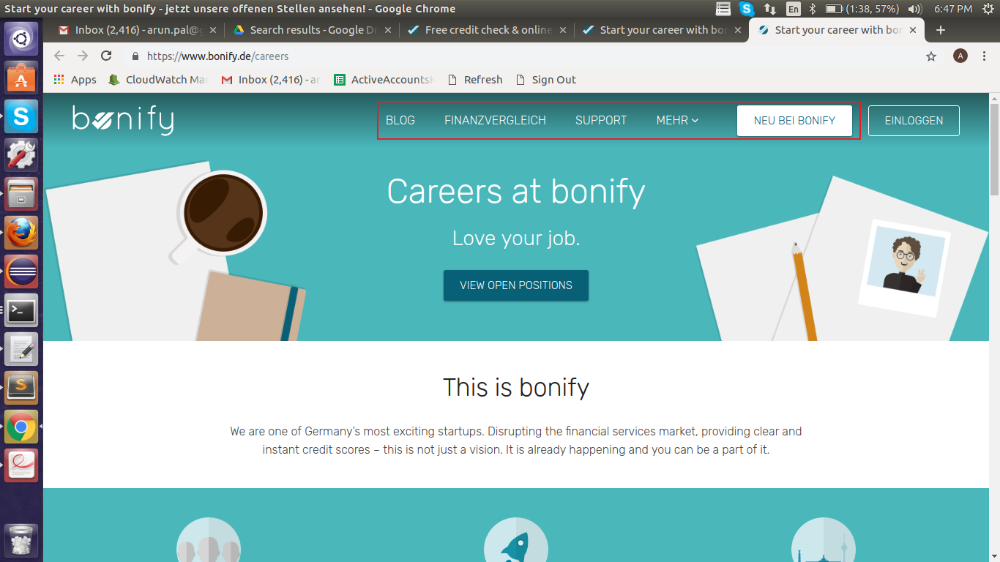 Start your career with bonify - jetzt unsere offenen Stellen ansehen! - Google Chrome
En
(1:38, 57%)
6:47 PM
Inbox (2,416) - arun.pal@g
Search results - Google Dr
Free credit check & online
Start your career with bon
Start your career with bon
https://www.bonify.de/careers
A
Apps
CloudWatch Mar
Inbox (2,416) - ar
ActiveAccounts
Refresh
Sign Out
bonify
BLOG
FINANZVERGLEICH
SUPPORT
MEHR
NEU BEI BONIFY
EINLOGGEN
Careers at bonify
Love your job.
VIEW OPEN POSITIONS
This is bonify
We are one of Germany's most exciting startups. Disrupting the financial services market, providing clear and
instant credit scores – this is not just a vision. It is already happening and you can be a part of it.